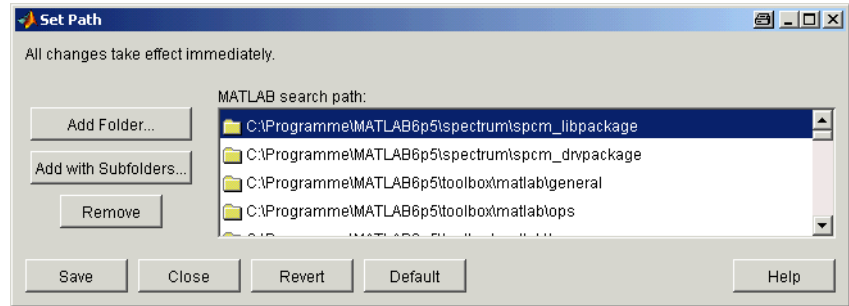 Set Path
All changes take effect immediately.
MATLAB search path:
Add Folder...
C:\Programme\MATLAB6p5\spectrum\spcm_libpackage
Add with Subfolders...
C:\Programme\MATLAB6p5\spectrum\spcm_drvpackage
C:\Programme\MATLAB6p5\toolbox\matlab\general
Remove
C:\Programme\MATLAB6p5\toolbox\matlab\ops
Save
Close
Revert
Default
Help